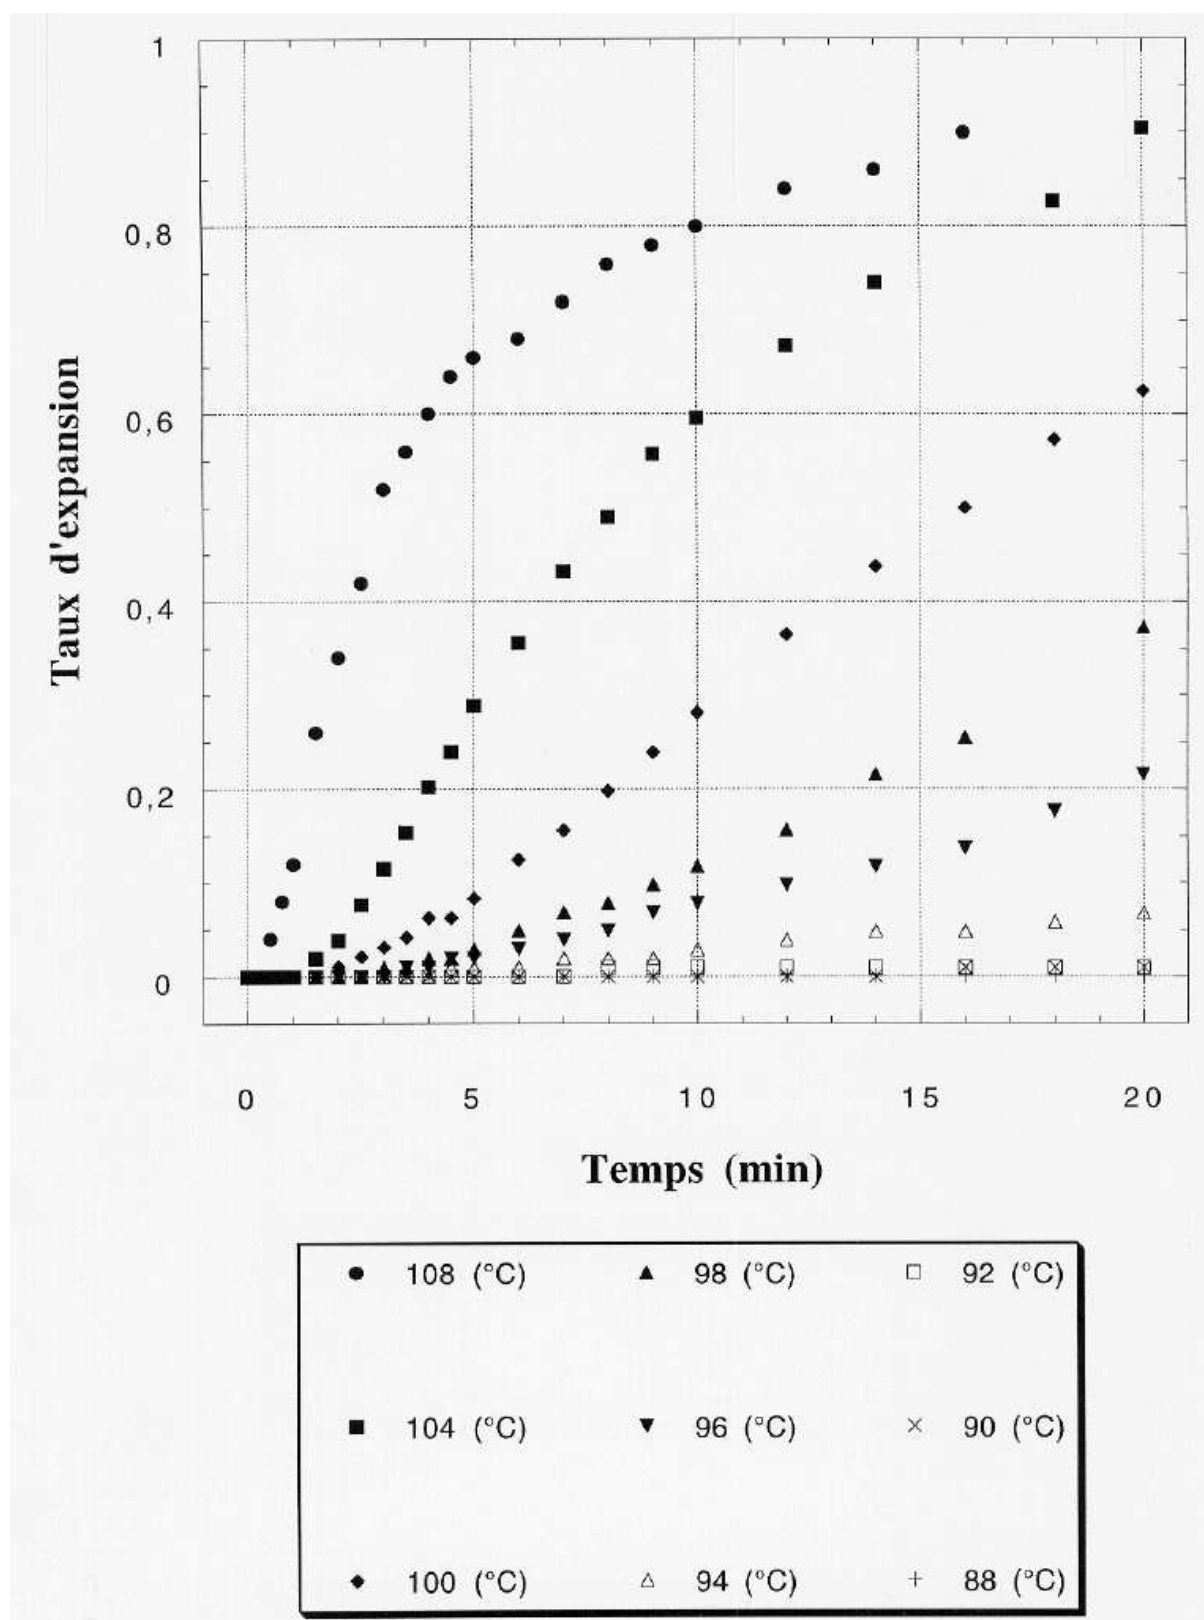 1
0,8
0,6
0,4
0,2
0
Taux d'expansion
0 5 10 15 20
Temps (min)
108 (°C) 98 (°C) 92 (°C)
104 (°C) 96 (°C) 90 (°C)
100 (°C) 94 (°C) 88 (°C)